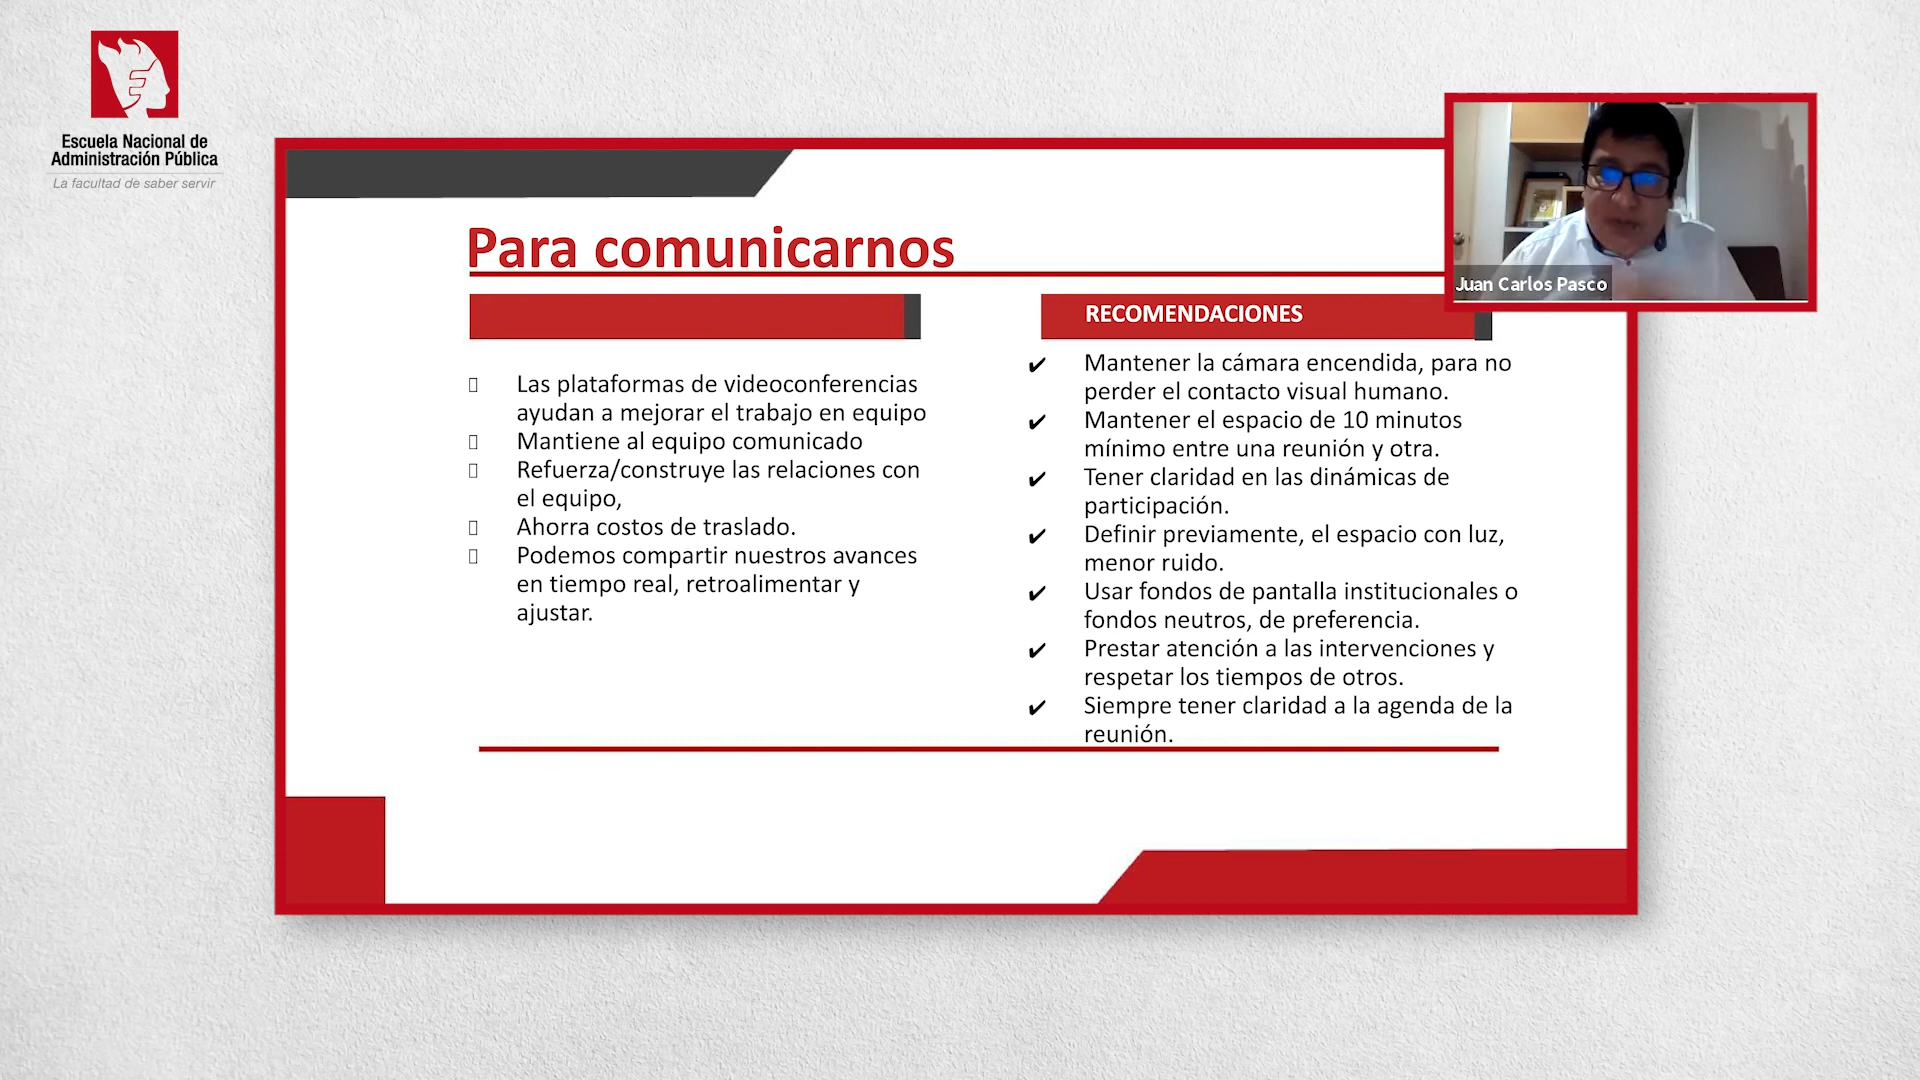 Escuela Nacional de
Administración Pública
La facultad de saber servir
Para comunicarnos
Las plataformas de videoconferencias
ayudan a mejorar el trabajo en equipo
Mantiene al equipo comunicado
Refuerza/construye las relaciones con
el equipo,
Ahorra costos de traslado.
Podemos compartir nuestros avances
en tiempo real, retroalimentar y
ajustar.
RECOMENDACIONES
✔ Mantener la cámara encendida, para no
perder el contacto visual humano.
✔ Mantener el espacio de 10 minutos
mínimo entre una reunión y otra.
✔ Tener claridad en las dinámicas de
participación.
✔ Definir previamente, el espacio con luz,
menor ruido.
✔ Usar fondos de pantalla institucionales o
fondos neutros, de preferencia.
✔ Prestar atención a las intervenciones y
respetar los tiempos de otros.
✔ Siempre tener claridad a la agenda de la
reunión.
Juan Carlos Pasco